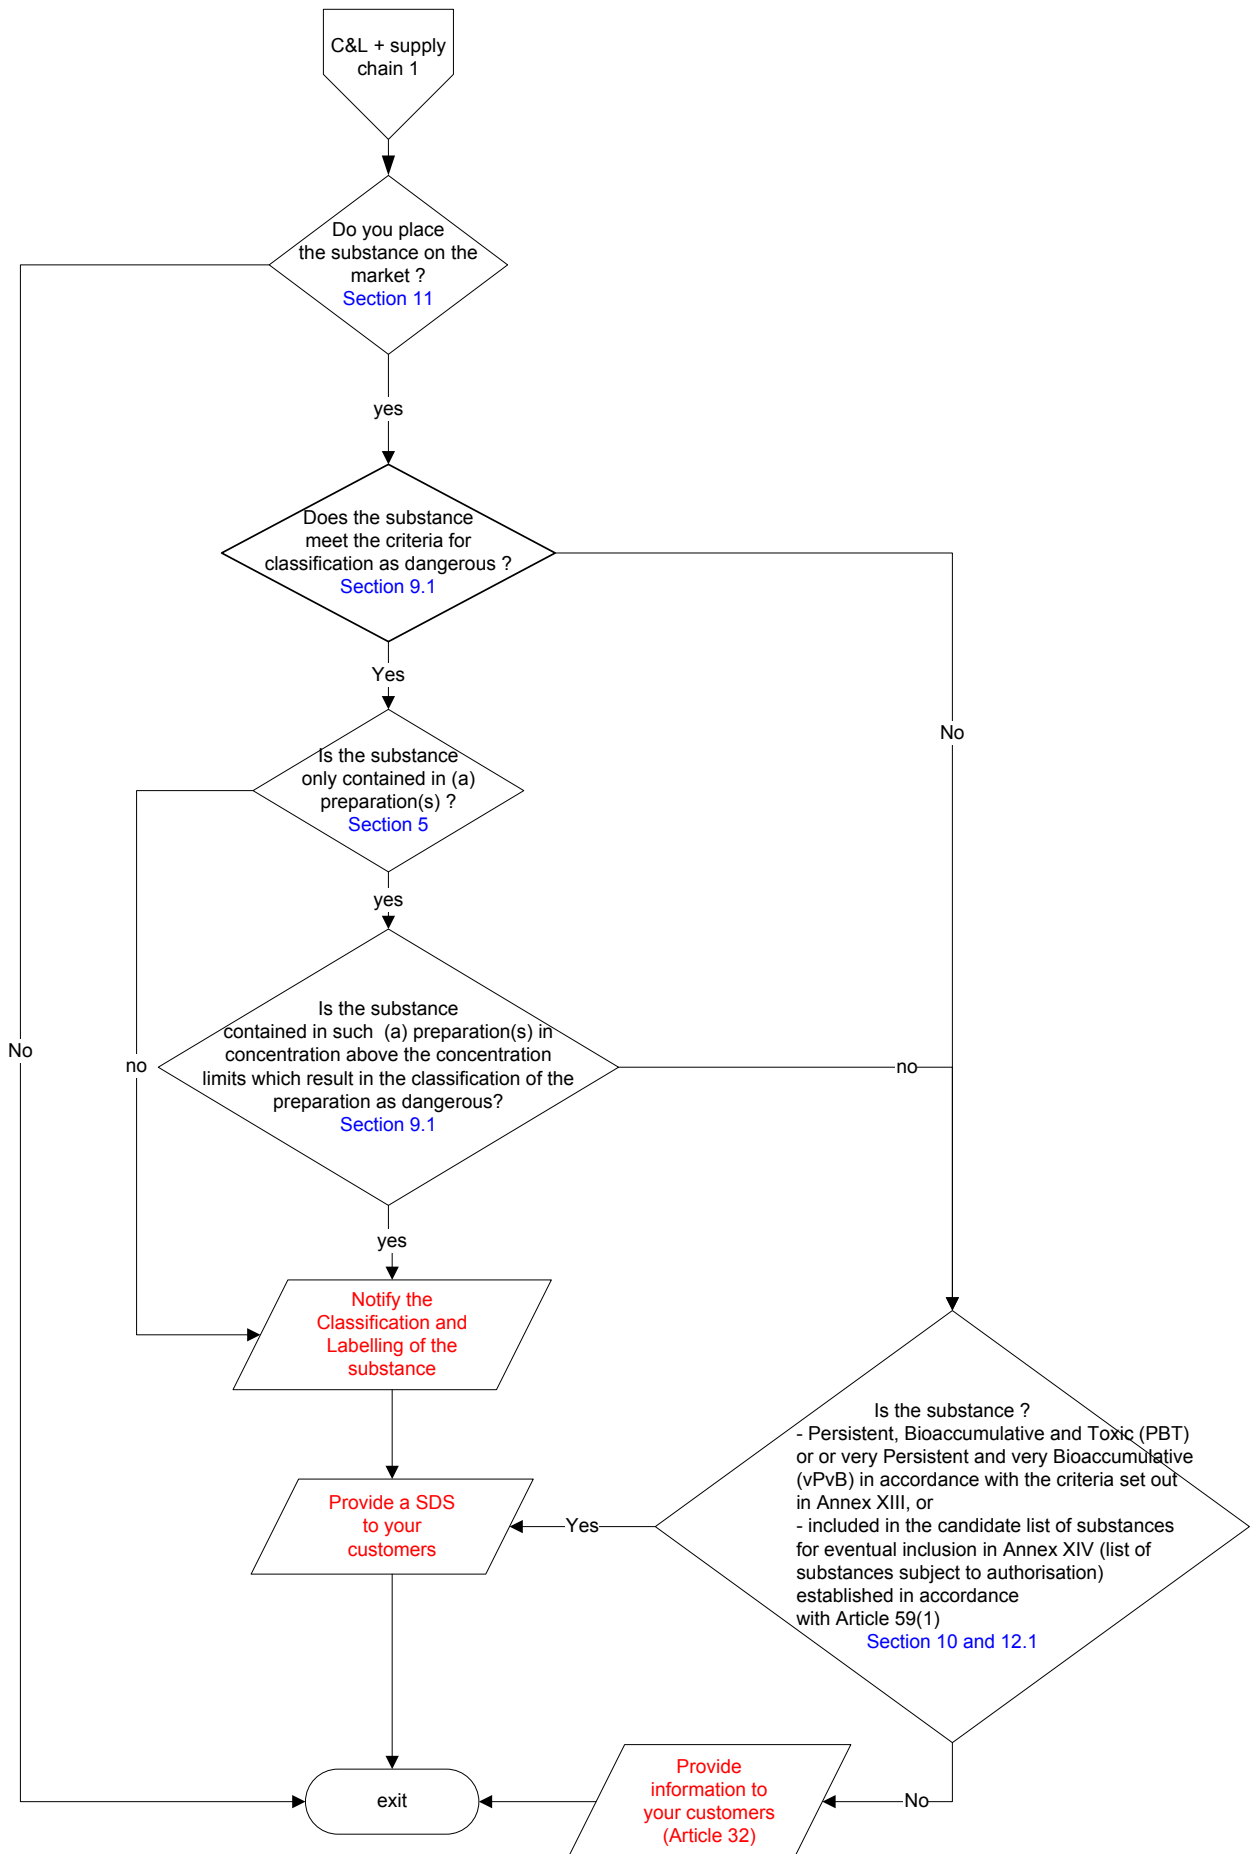 C&L + supply
chain 1
Do you place
the substance on the
market ?
Section 11
yes
Does the substance
meet the criteria for
classification as dangerous ?
Section 9.1
Yes
No
Is the substance
only contained in (a)
preparation(s) ?
Section 5
yes
Is the substance
contained in such (a) preparation(s) in
concentration above the concentration
limits which result in the classification of the
preparation as dangerous?
Section 9.1
No
no
no
yes
Notify the
Classification and
Labelling of the
substance
Is the substance ?
- Persistent, Bioaccumulative and Toxic (PBT)
or or very Persistent and very Bioaccumulative
(vPvB) in accordance with the criteria set out
in Annex XIII, or
- included in the candidate list of substances
for eventual inclusion in Annex XIV (list of
substances subject to authorisation)
established in accordance
with Article 59(1)
Section 10 and 12.1
Provide a SDS
to your
customers
Yes
exit
Provide
information to
your customers
(Article 32)
No